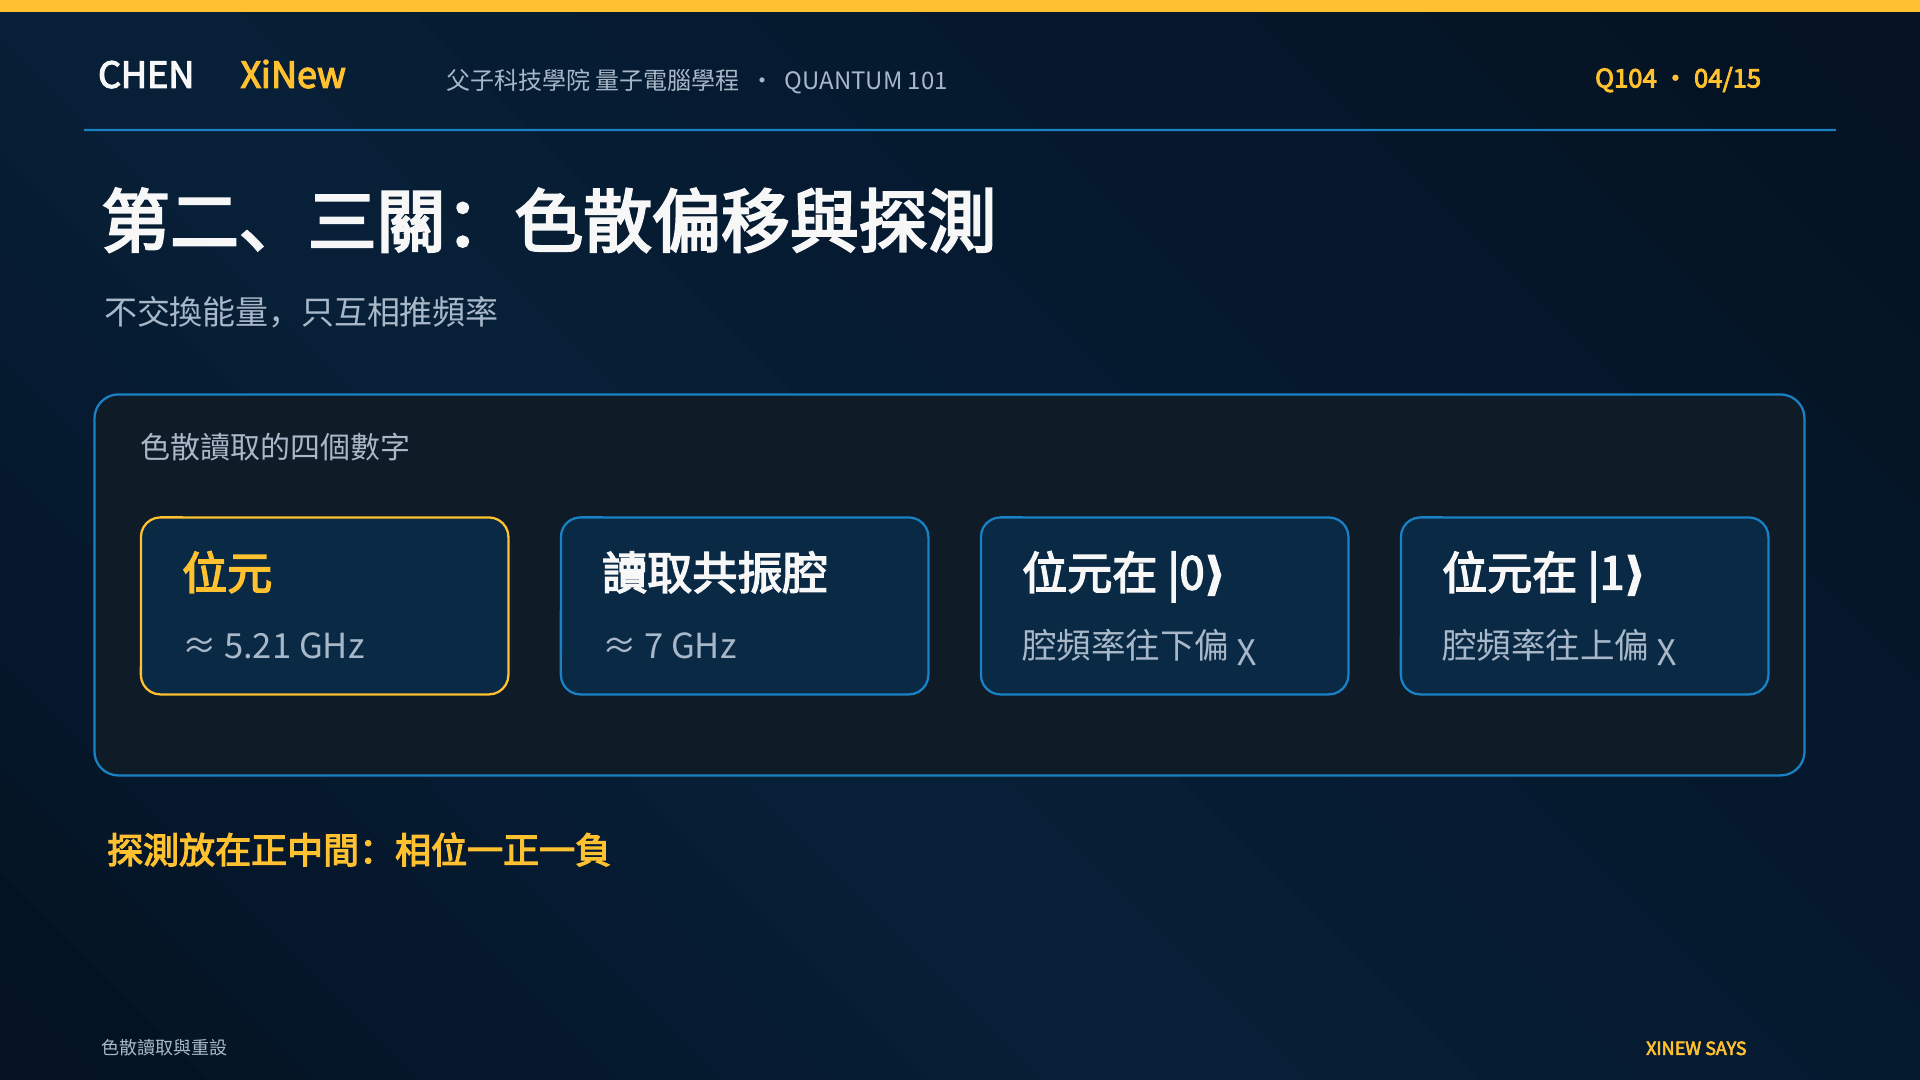 CHEN XiNew 父子科技學院 量子電腦學程 • QUANTUM 101 Q104 • 04/15
第二、三關：色散偏移與探測
不交換能量，只互相推頻率
色散讀取的四個數字
位元
≈ 5.21 GHz
讀取共振腔
≈ 7 GHz
位元在 |0⟩
腔頻率往下偏 χ
位元在 |1⟩
腔頻率往上偏 χ
探測放在正中間：相位一正一負
色散讀取與重設 XINEW SAYS